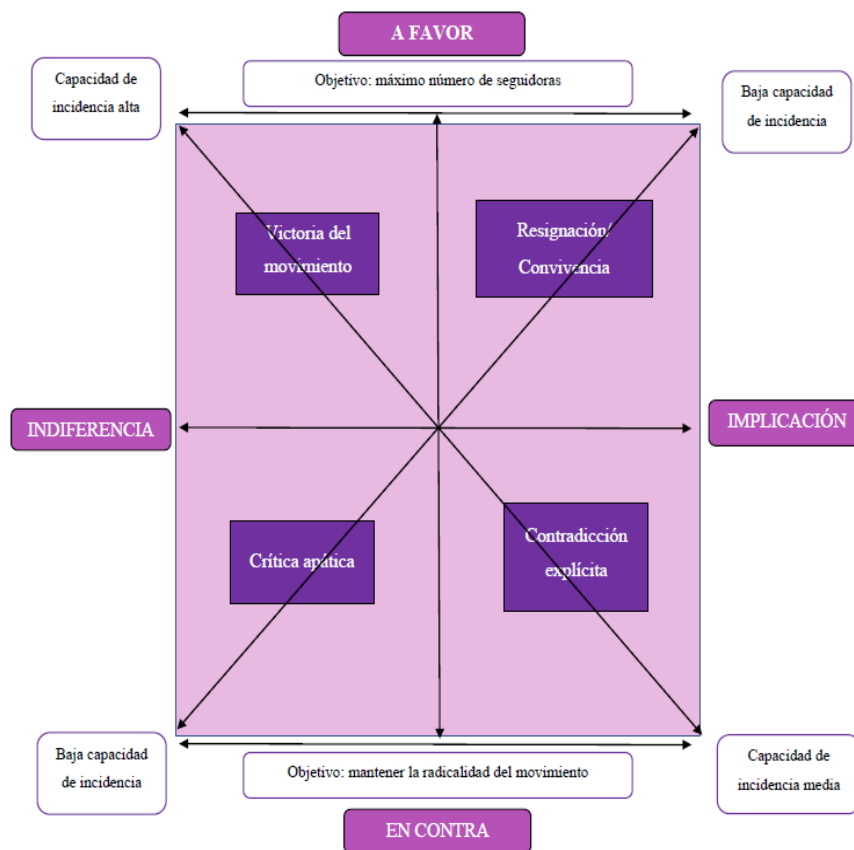 A FAVOR
Capacidad de
incidencia alta
Objetivo: máximo número de seguidoras
Baja capacidad
de incidencia
Victoria del
movimiento
Resignación/
Convivencia
INDIFERENCIA
IMPLICACIÓN
Crítica apática
Contradicción
explícita
Baja capacidad
de incidencia
Objetivo: mantener la radicalidad del movimiento
Capacidad de
incidencia media
EN CONTRA